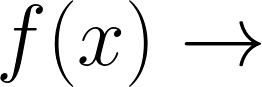 f(x) →